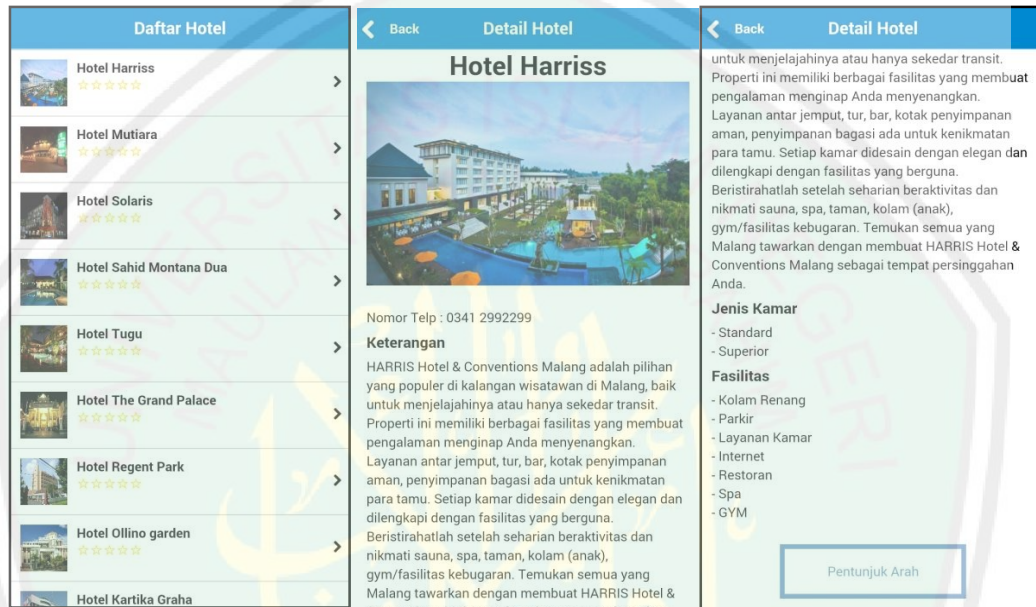 Daftar Hotel
Hotel Harriss
Hotel Mutiara
Hotel Solaris
Hotel Sahid Montana Dua
Hotel Tugu
Hotel The Grand Palace
Hotel Regent Park
Hotel Ollino garden
Hotel Kartika Graha
Back
Detail Hotel
Hotel Harriss
Nomor Telp : 0341 2992299
Keterangan
HARRIS Hotel & Conventions Malang adalah pilihan
yang populer di kalangan wisatawan di Malang, baik
untuk menjelajahinya atau hanya sekedar transit.
Properti ini memiliki berbagai fasilitas yang membuat
pengalaman menginap Anda menyenangkan.
Layanan antar jemput, tur, bar, kotak penyimpanan
aman, penyimpanan bagasi ada untuk kenikmatan
para tamu. Setiap kamar didesain dengan elegan dan
dilengkapi dengan fasilitas yang berguna.
Beristirahatlah setelah seharian beraktivitas dan
nikmati sauna, spa, taman, kolam (anak),
gym/fasilitas kebugaran. Temukan semua yang
Malang tawarkan dengan membuat HARRIS Hotel &
Back
Detail Hotel
untuk menjelajahinya atau hanya sekedar transit.
Properti ini memiliki berbagai fasilitas yang membuat
pengalaman menginap Anda menyenangkan.
Layanan antar jemput, tur, bar, kotak penyimpanan
aman, penyimpanan bagasi ada untuk kenikmatan
para tamu. Setiap kamar didesain dengan elegan dan
dilengkapi dengan fasilitas yang berguna.
Beristirahatlah setelah seharian beraktivitas dan
nikmati sauna, spa, taman, kolam (anak),
gym/fasilitas kebugaran. Temukan semua yang
Malang tawarkan dengan membuat HARRIS Hotel &
Conventions Malang sebagai tempat persinggahan
Anda.
Jenis Kamar
- Standard
- Superior
Fasilitas
- Kolam Renang
- Parkir
- Layanan Kamar
- Internet
- Restoran
- Spa
- GYM
Pentunjuk Arah